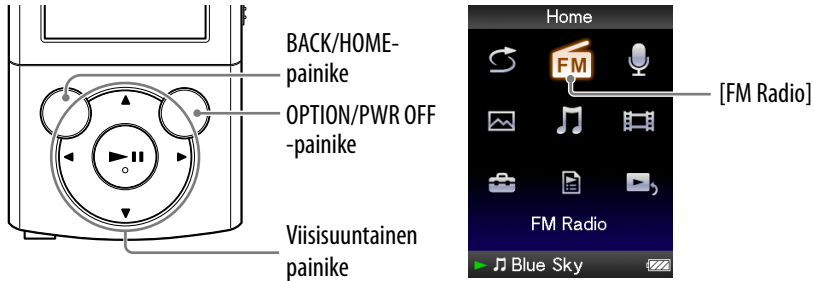 BACK/HOME-
painike
OPTION/PWR OFF
-painike
Viisisuuntainen
painike
Home
FM
[FM Radio]
FM Radio
Blue Sky